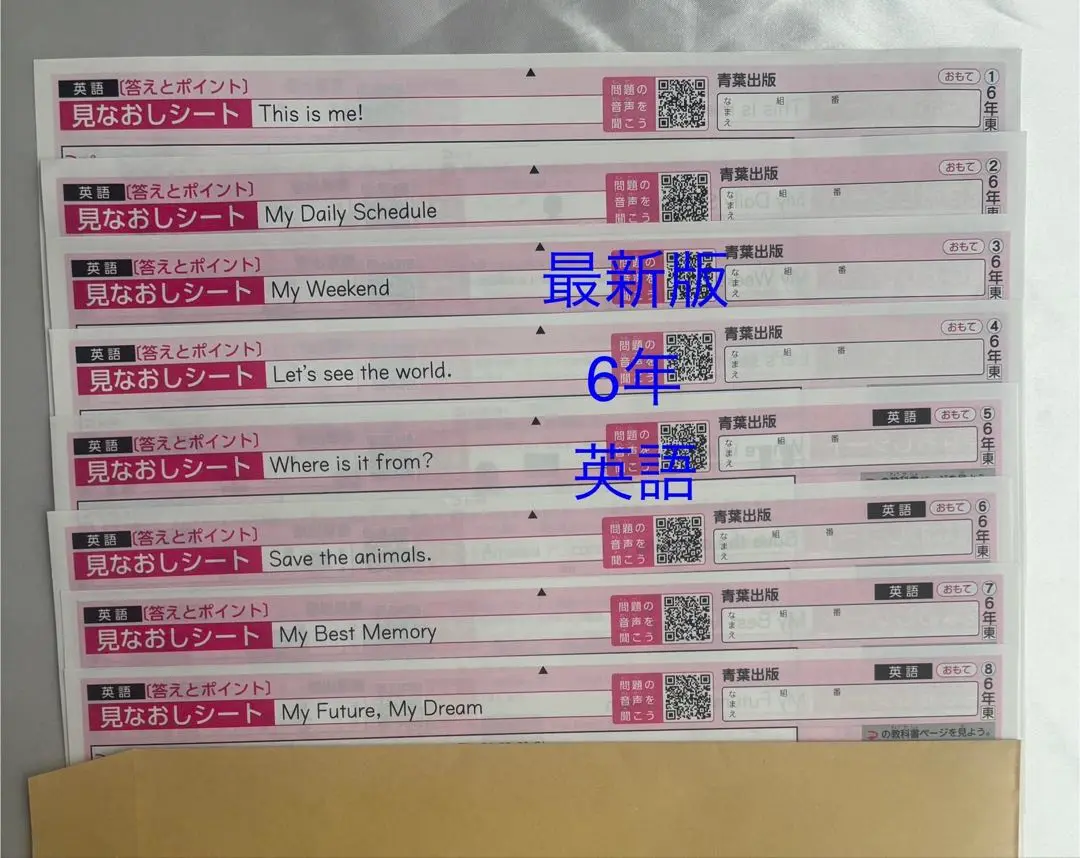 英語 [答えとポイント] 問題の音声を聞こう 青葉出版 おもて ① 6年東
見なおしシート This is me! なまえ 組 番
英語 [答えとポイント] 問題の音声を聞こう 青葉出版 おもて ② 6年東
見なおしシート My Daily Schedule なまえ 組 番
英語 [答えとポイント] 青葉出版 おもて ③ 6年東
見なおしシート My Weekend なまえ 組 番
最新版
英語 [答えとポイント] 問題の音声を聞こう 青葉出版 おもて ④ 6年東
見なおしシート Let's see the world. なまえ 組 番
6年
英語 [答えとポイント] 問題の音声を聞こう 青葉出版 英語 おもて ⑤ 6年東
見なおしシート Where is it from? なまえ 組 番
英語
英語 [答えとポイント] 問題の音声を聞こう 青葉出版 英語 おもて ⑥ 6年東
見なおしシート Save the animals. なまえ 組 番
英語 [答えとポイント] 問題の音声を聞こう 青葉出版 英語 おもて ⑦ 6年東
見なおしシート My Best Memory なまえ 組 番
英語 [答えとポイント] 問題の音声を聞こう 青葉出版 英語 おもて ⑧ 6年東
見なおしシート My Future, My Dream なまえ 組 番
の教科書ページを見よう。